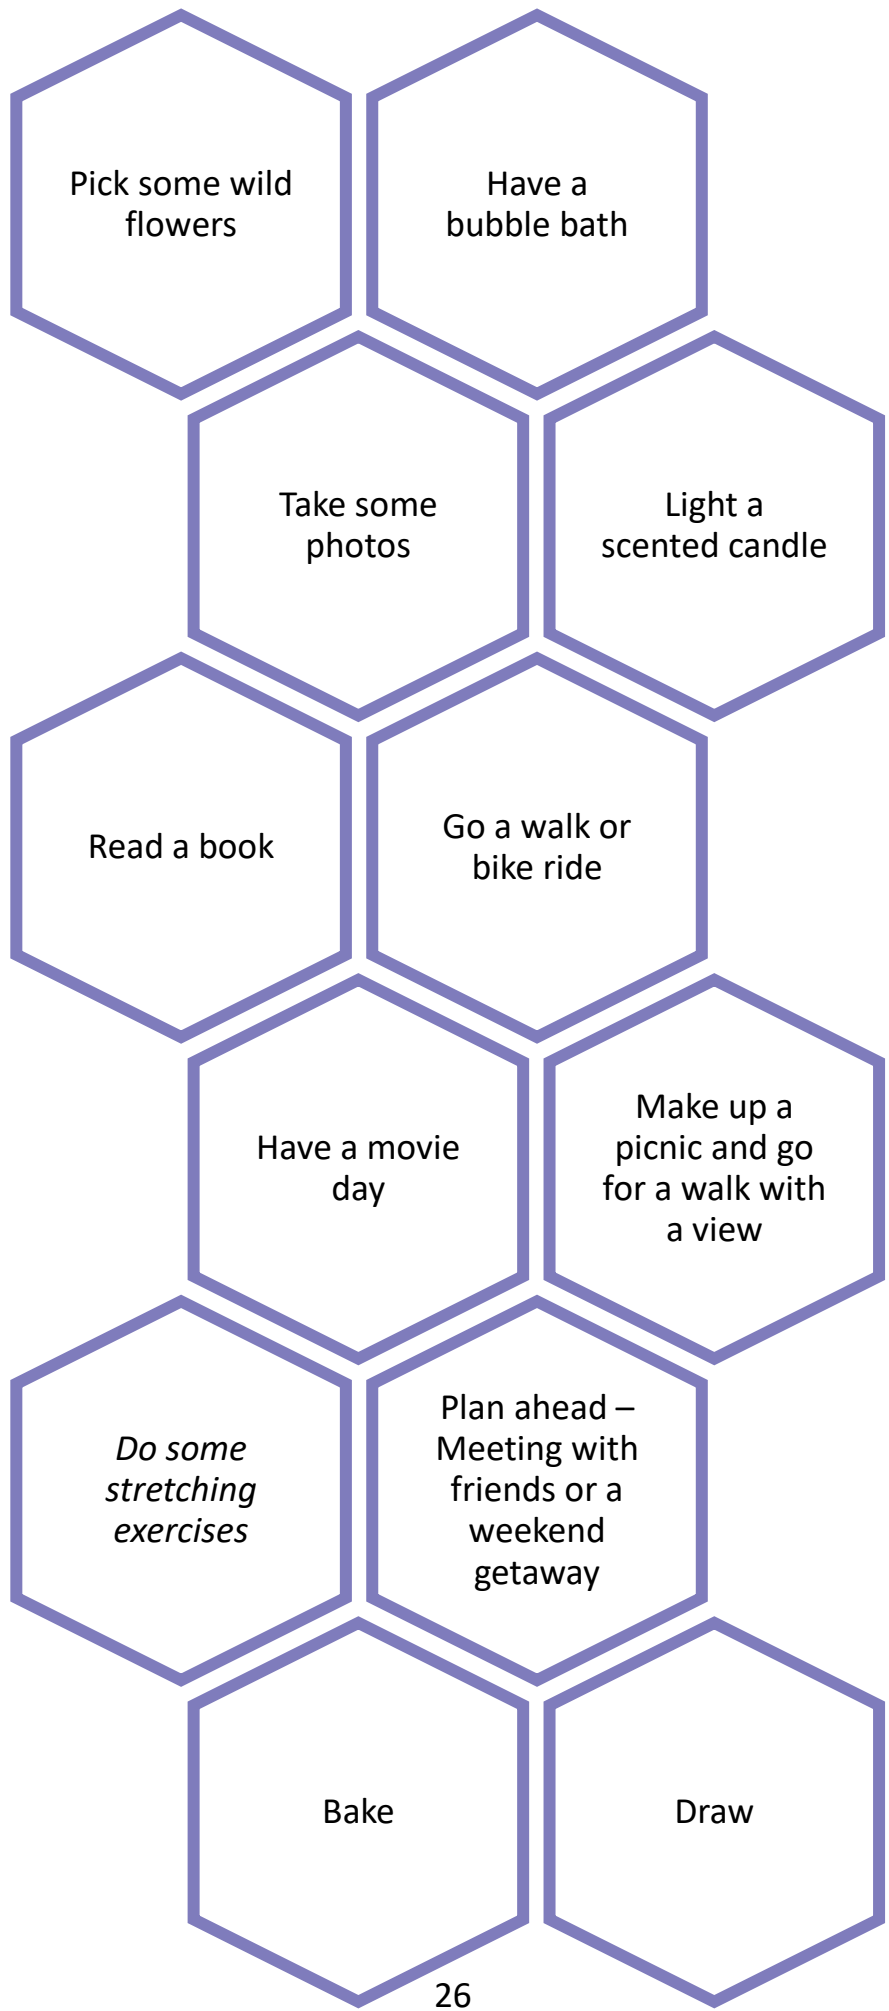 Pick some wild
flowers
Have a
bubble bath
Take some
photos
Light a
scented candle
Read a book
Go a walk or
bike ride
Have a movie
day
Make up a
picnic and go
for a walk with
a view
Do some
stretching
exercises
Plan ahead –
Meeting with
friends or a
weekend
getaway
Bake
Draw
26